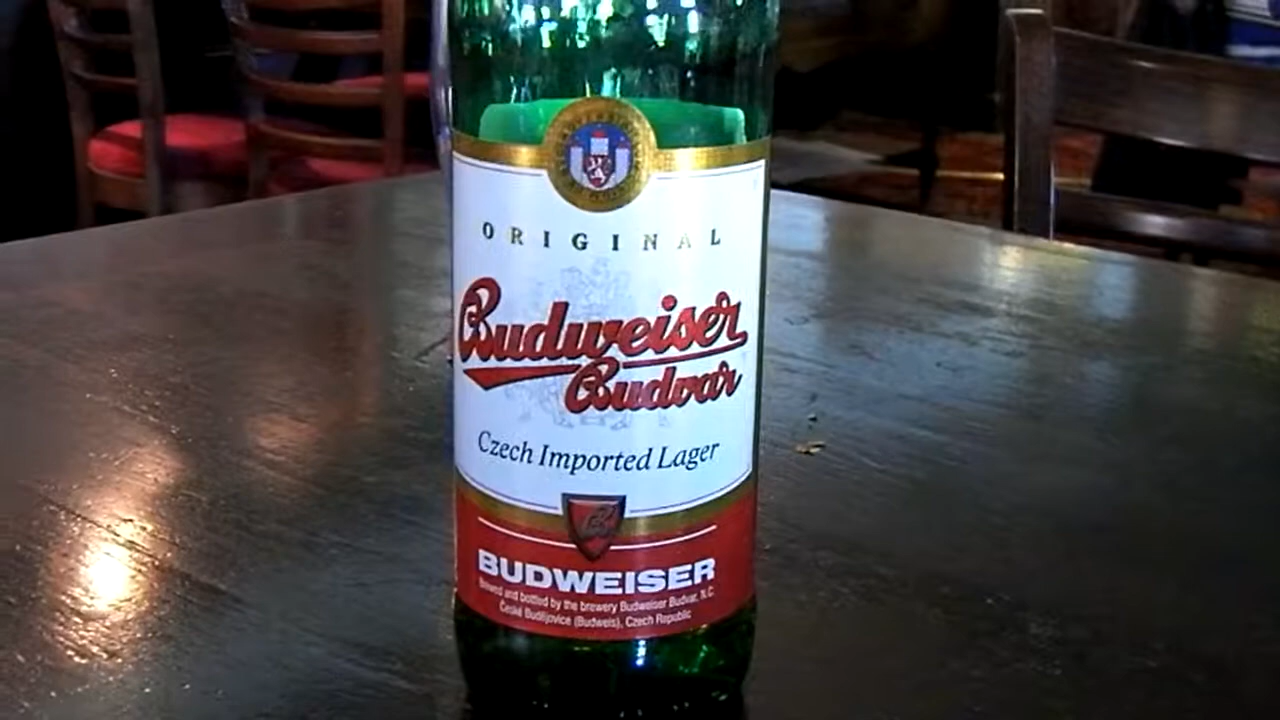 ORIGINAL
Budweiser
Budvar
Czech Imported Lager
BUDWEISER
Brewed and bottled by the brewery Budweiser Budvar, N.C.
České Budějovice (Budweis), Czech Republic